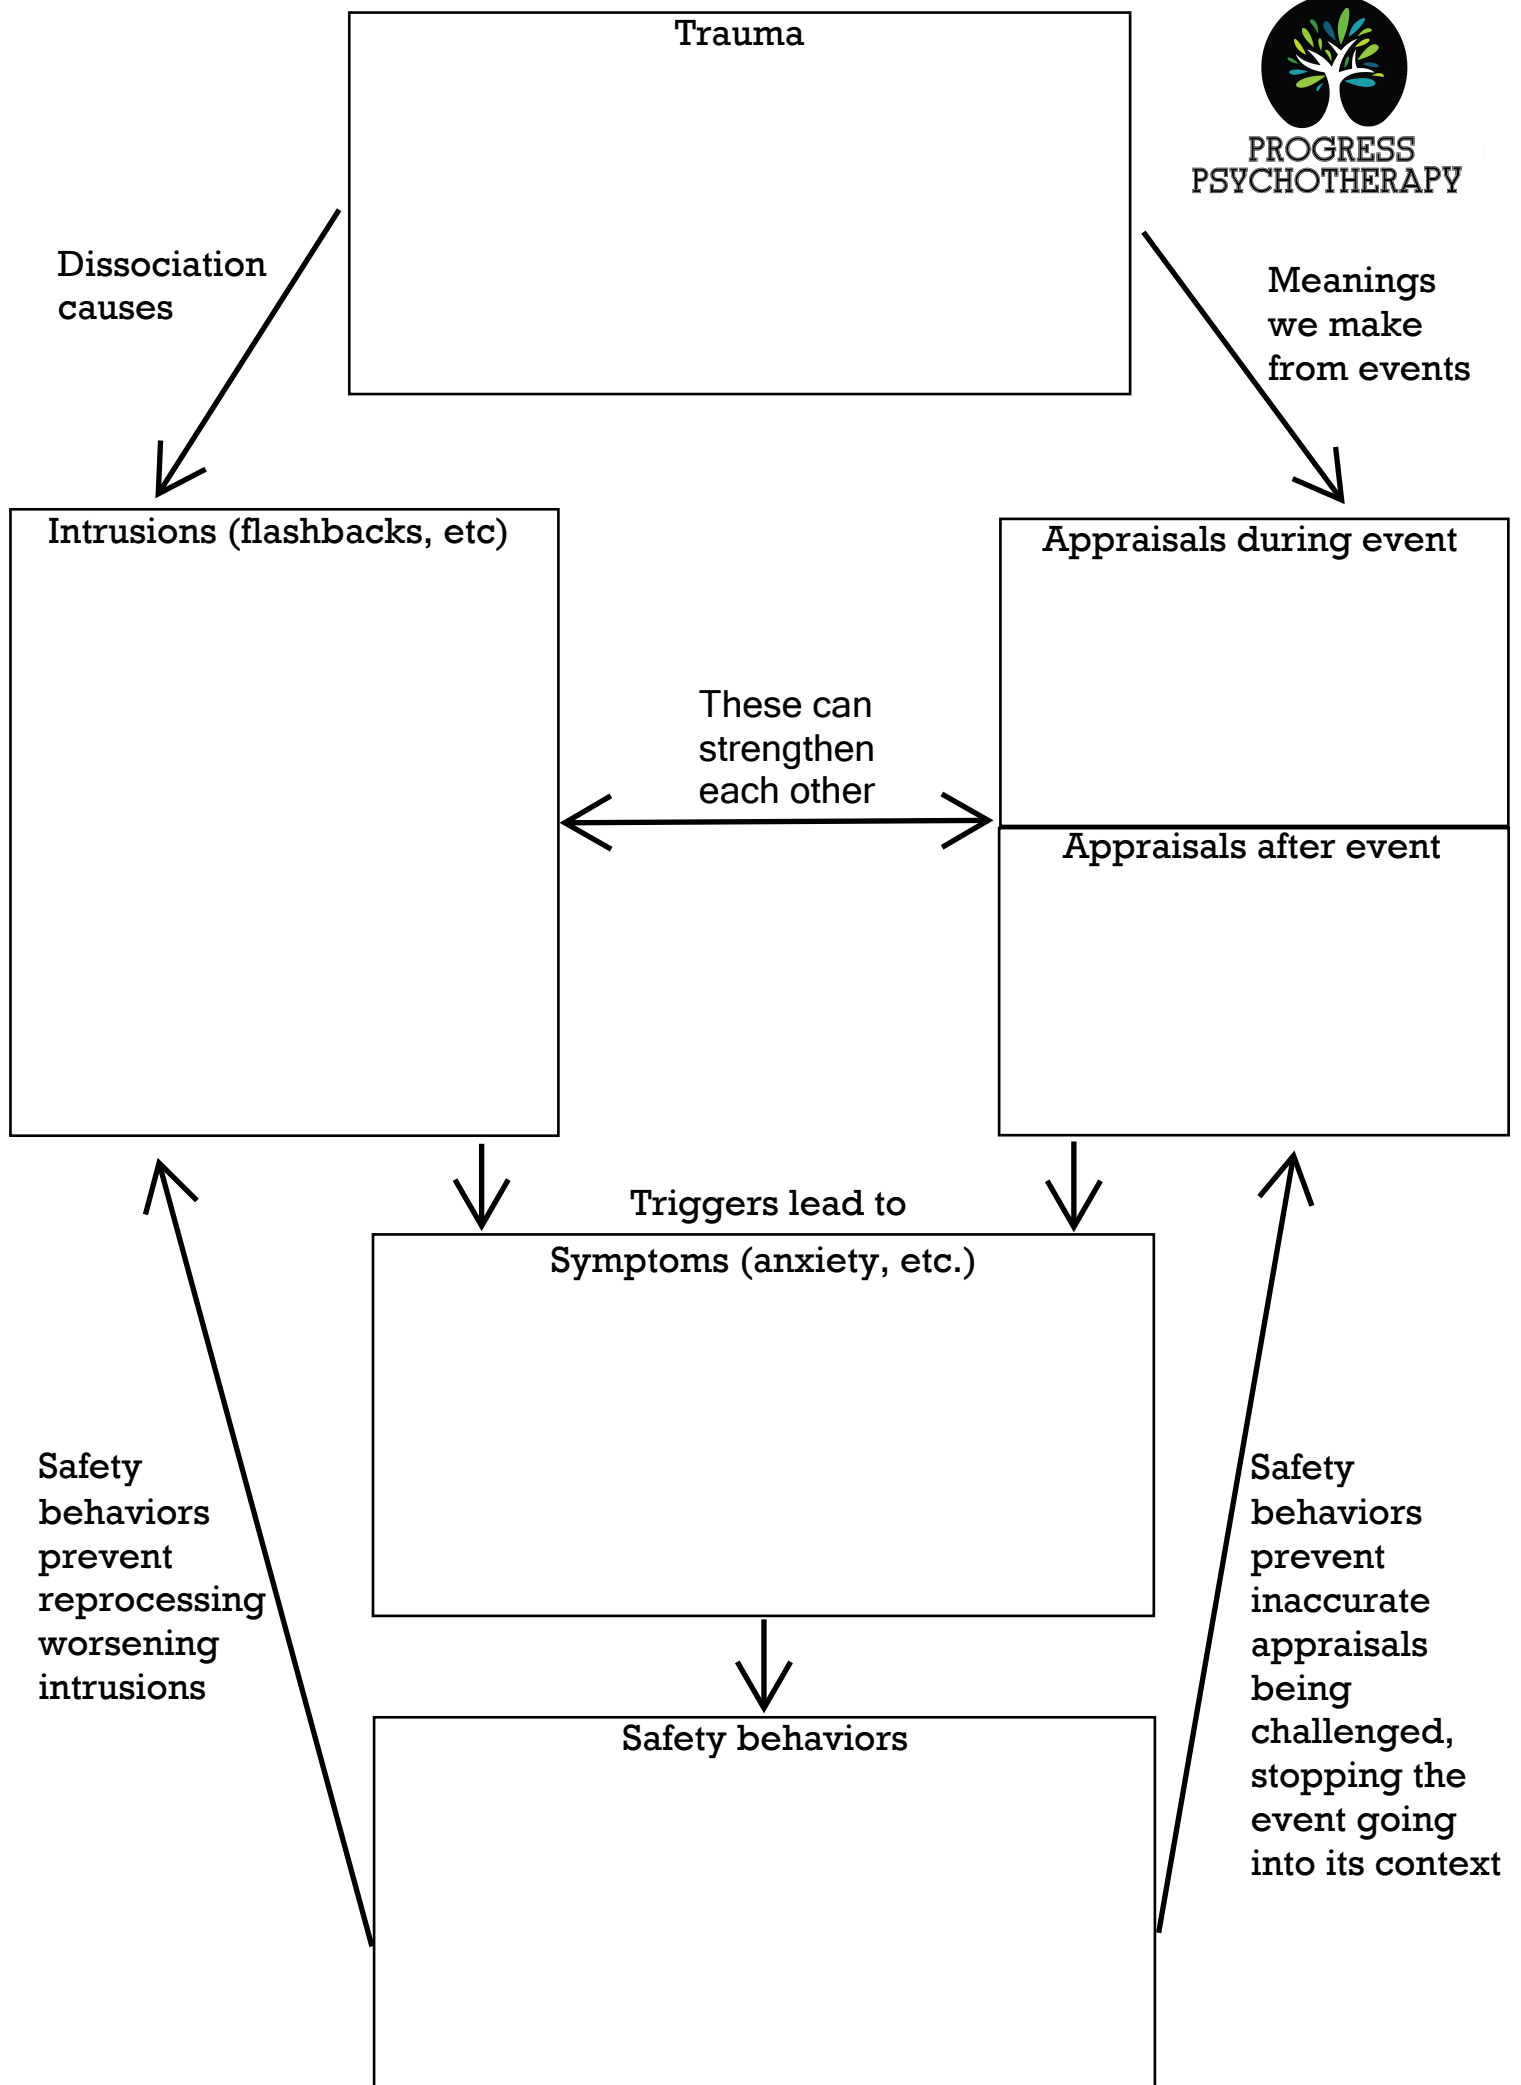 Trauma
PROGRESS
PSYCHOTHERAPY
Dissociation
causes
Meanings
we make
from events
Intrusions (flashbacks, etc)
Appraisals during event
These can
strengthen
each other
Appraisals after event
Triggers lead to
Symptoms (anxiety, etc.)
Safety
behaviors
prevent
reprocessing
worsening
intrusions
Safety
behaviors
prevent
inaccurate
appraisals
being
challenged,
stopping the
event going
into its context
Safety behaviors